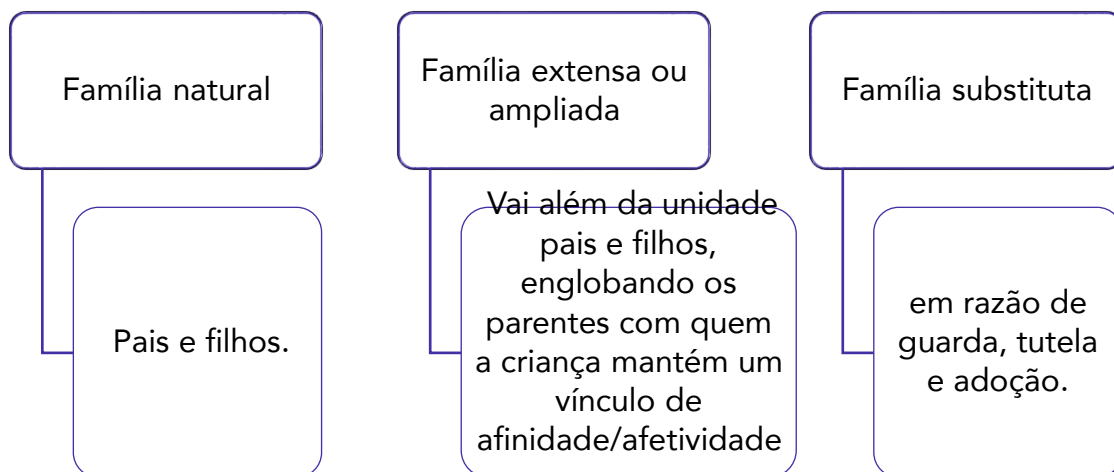 Família natural
Pais e filhos.
Família extensa ou
ampliada
Vai além da unidade
pais e filhos,
englobando os
parentes com quem
a criança mantém um
vínculo de
afinidade/afetividade
Família substituta
em razão de
guarda, tutela
e adoção.